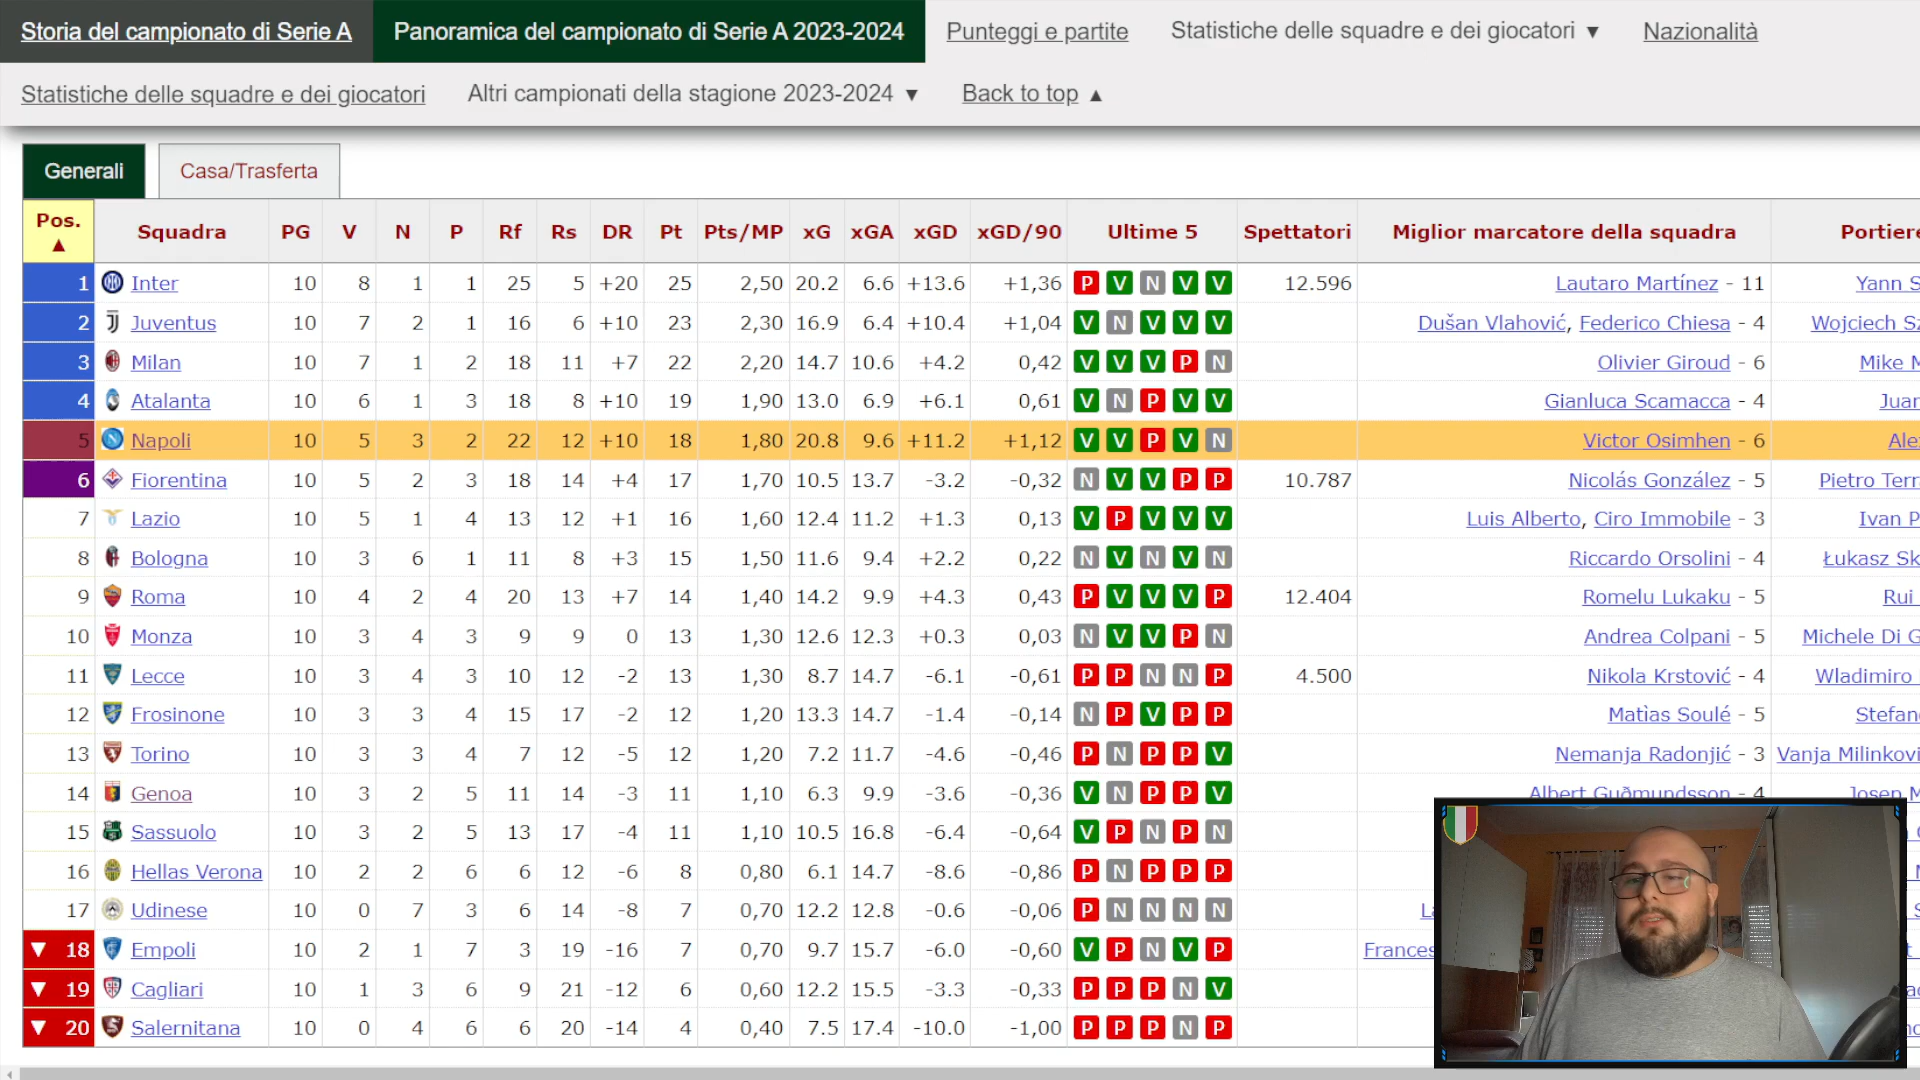 Storia del campionato di Serie A Panoramica del campionato di Serie A 2023-2024 Punteggi e partite Statistiche delle squadre e dei giocatori ▼ Nazionalità
Statistiche delle squadre e dei giocatori Altri campionati della stagione 2023-2024 ▼ Back to top ▲
Generali Casa/Trasferta
Pos. ▲ Squadra PG V N P Rf Rs DR Pt Pts/MP xG xGA xGD xGD/90 Ultime 5 Spettatori Miglior marcatore della squadra Portiere
1 Inter 10 8 1 1 25 5 +20 25 2,50 20.2 6.6 +13.6 +1,36 P V N V V 12.596 Lautaro Martínez - 11 Yann S
2 Juventus 10 7 2 1 16 6 +10 23 2,30 16.9 6.4 +10.4 +1,04 V N V V V Dušan Vlahović, Federico Chiesa - 4 Wojciech Sz
3 Milan 10 7 1 2 18 11 +7 22 2,20 14.7 10.6 +4.2 0,42 V V V P N Olivier Giroud - 6 Mike M
4 Atalanta 10 6 1 3 18 8 +10 19 1,90 13.0 6.9 +6.1 0,61 V N P V V Gianluca Scamacca - 4 Juan
5 Napoli 10 5 3 2 22 12 +10 18 1,80 20.8 9.6 +11.2 +1,12 V V P V N Victor Osimhen - 6 Alex
6 Fiorentina 10 5 2 3 18 14 +4 17 1,70 10.5 13.7 -3.2 -0,32 N V V P P 10.787 Nicolás González - 5 Pietro Terra
7 Lazio 10 5 1 4 13 12 +1 16 1,60 12.4 11.2 +1.3 0,13 V P V V V Luis Alberto, Ciro Immobile - 3 Ivan P
8 Bologna 10 3 6 1 11 8 +3 15 1,50 11.6 9.4 +2.2 0,22 N V N V N Riccardo Orsolini - 4 Łukasz Sk
9 Roma 10 4 2 4 20 13 +7 14 1,40 14.2 9.9 +4.3 0,43 P V V V P 12.404 Romelu Lukaku - 5 Rui
10 Monza 10 3 4 3 9 9 0 13 1,30 12.6 12.3 +0.3 0,03 N V V P N Andrea Colpani - 5 Michele Di G
11 Lecce 10 3 4 3 10 12 -2 13 1,30 8.7 14.7 -6.1 -0,61 P P N N P 4.500 Nikola Krstović - 4 Wladimiro
12 Frosinone 10 3 3 4 15 17 -2 12 1,20 13.3 14.7 -1.4 -0,14 N P V P P Matìas Soulé - 5 Stefan
13 Torino 10 3 3 4 7 12 -5 12 1,20 7.2 11.7 -4.6 -0,46 P N P P V Nemanja Radonjić - 3 Vanja Milinkovi
14 Genoa 10 3 2 5 11 14 -3 11 1,10 6.3 9.9 -3.6 -0,36 V N P P V Albert Guðmundsson - 4 Josep M
15 Sassuolo 10 3 2 5 13 17 -4 11 1,10 10.5 16.8 -6.4 -0,64 V P N P N
16 Hellas Verona 10 2 2 6 6 12 -6 8 0,80 6.1 14.7 -8.6 -0,86 P N P P P
17 Udinese 10 0 7 3 6 14 -8 7 0,70 12.2 12.8 -0.6 -0,06 P N N N N
▼ 18 Empoli 10 2 1 7 3 19 -16 7 0,70 9.7 15.7 -6.0 -0,60 V P N V P Frances
▼ 19 Cagliari 10 1 3 6 9 21 -12 6 0,60 12.2 15.5 -3.3 -0,33 P P P N V
▼ 20 Salernitana 10 0 4 6 6 20 -14 4 0,40 7.5 17.4 -10.0 -1,00 P P P N P